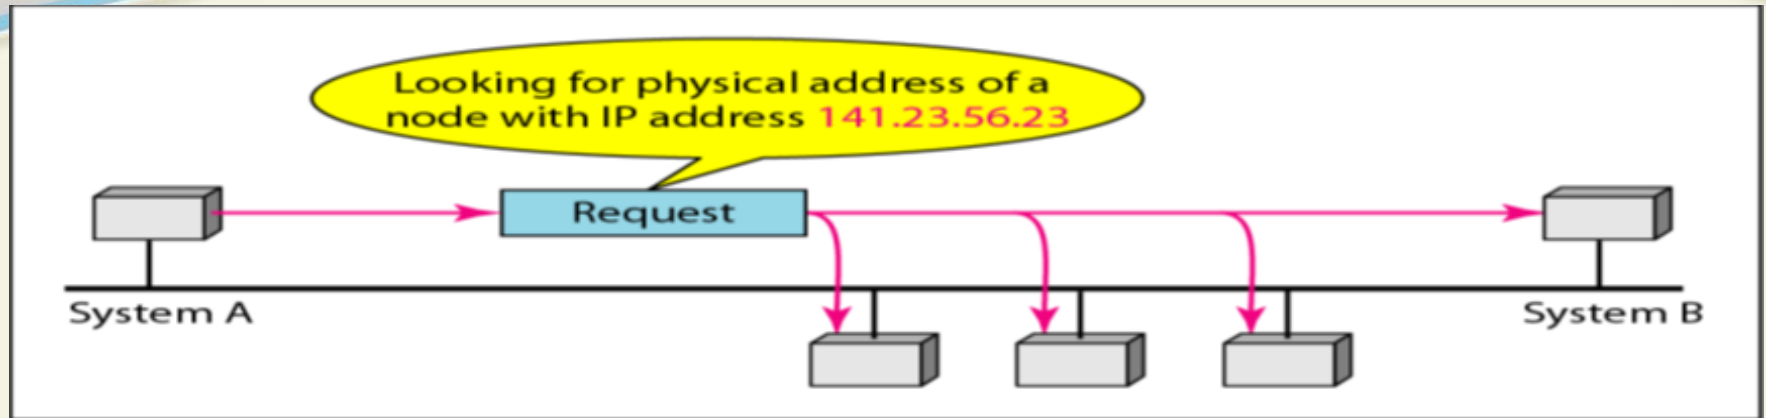 Looking for physical address of a
node with IP address 141.23.56.23
Request
System A
System B